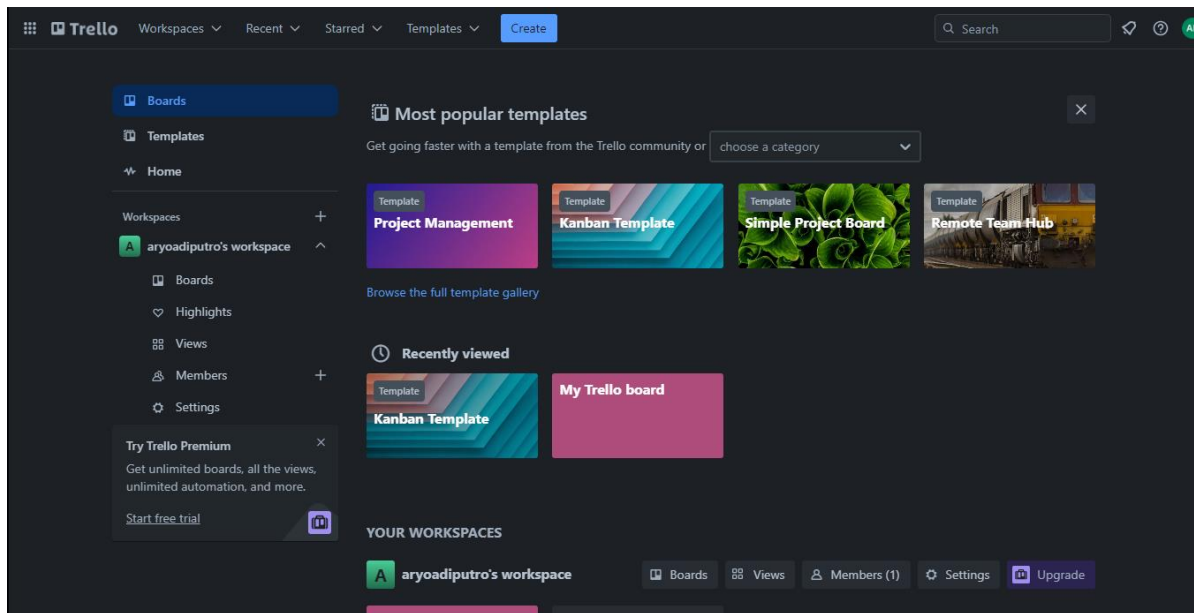 Trello
Workspaces
Recent
Starred
Templates
Create
Search
Boards
Templates
Home
Workspaces
A aryoadiputro's workspace
Boards
Highlights
Views
Members
Settings
Try Trello Premium
Get unlimited boards, all the views,
unlimited automation, and more.
Start free trial
Most popular templates
Get going faster with a template from the Trello community or choose a category
Template
Project Management
Template
Kanban Template
Template
Simple Project Board
Template
Remote Team Hub
Browse the full template gallery
Recently viewed
Template
Kanban Template
My Trello board
YOUR WORKSPACES
A aryoadiputro's workspace
Boards
Views
Members (1)
Settings
Upgrade